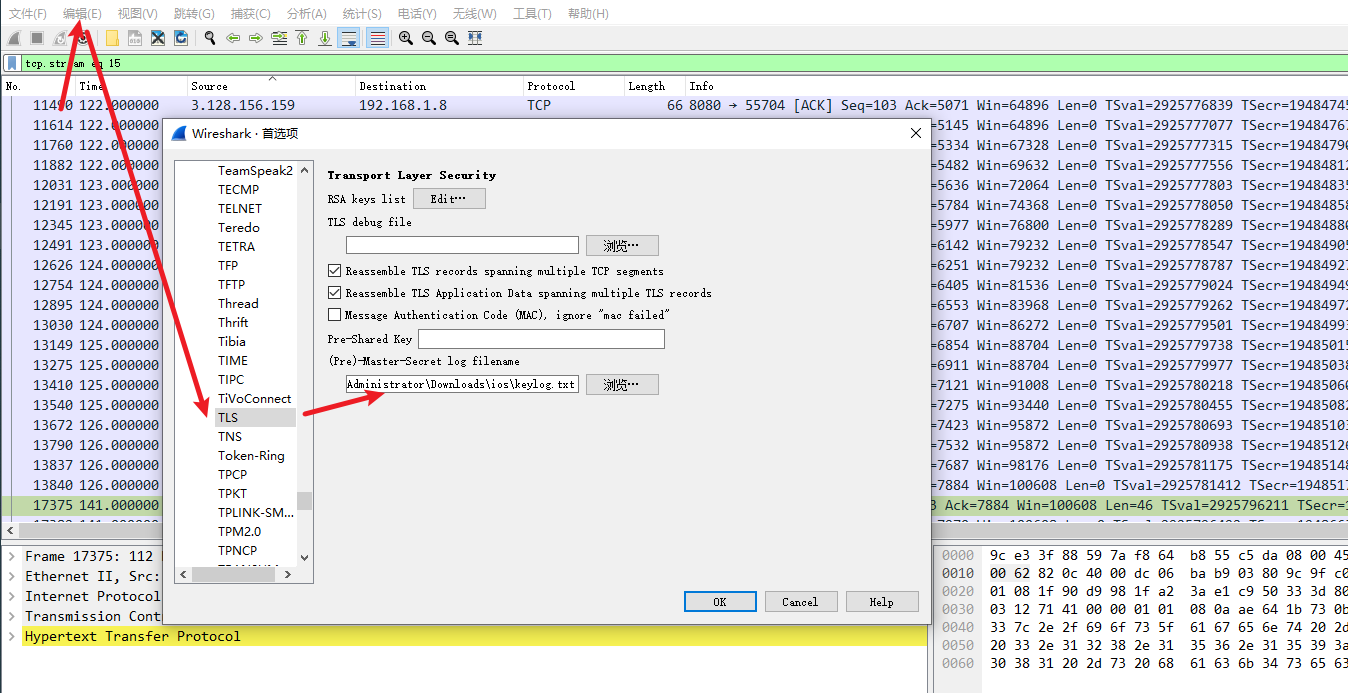 文件(F) 编辑(E) 视图(V) 跳转(G) 捕获(C) 分析(A) 统计(S) 电话(Y) 无线(W) 工具(T) 帮助(H)
tcp.stream eq 15
No. Time Source Destination Protocol Length Info
11490 122.000000 3.128.156.159 192.168.1.8 TCP 66 8080 → 55704 [ACK] Seq=103 Ack=5071 Win=64896 Len=0 TSval=2925776839 TSecr=19484745
11614 122.000000 =5145 Win=64896 Len=0 TSval=2925777077 TSecr=1948476
11760 122.000000 =5334 Win=67328 Len=0 TSval=2925777315 TSecr=1948479
11882 122.000000 =5482 Win=69632 Len=0 TSval=2925777556 TSecr=1948481
12031 123.000000 =5636 Win=72064 Len=0 TSval=2925777803 TSecr=1948483
12191 123.000000 =5784 Win=74368 Len=0 TSval=2925778050 TSecr=1948485
12345 123.000000 =5977 Win=76800 Len=0 TSval=2925778289 TSecr=1948488
12491 123.000000 =6142 Win=79232 Len=0 TSval=2925778547 TSecr=1948490
12626 124.000000 =6251 Win=79232 Len=0 TSval=2925778787 TSecr=1948492
12754 124.000000 =6405 Win=81536 Len=0 TSval=2925779024 TSecr=1948494
12895 124.000000 =6553 Win=83968 Len=0 TSval=2925779262 TSecr=1948497
13030 124.000000 =6707 Win=86272 Len=0 TSval=2925779501 TSecr=1948499
13149 125.000000 =6854 Win=88704 Len=0 TSval=2925779738 TSecr=1948501
13275 125.000000 =6911 Win=88704 Len=0 TSval=2925779977 TSecr=1948503
13410 125.000000 =7121 Win=91008 Len=0 TSval=2925780218 TSecr=1948506
13540 125.000000 =7275 Win=93440 Len=0 TSval=2925780455 TSecr=1948508
13672 126.000000 =7423 Win=95872 Len=0 TSval=2925780693 TSecr=1948510
13790 126.000000 =7532 Win=95872 Len=0 TSval=2925780938 TSecr=1948512
13837 126.000000 =7687 Win=98176 Len=0 TSval=2925781175 TSecr=1948514
13840 126.000000 =7884 Win=100608 Len=0 TSval=2925781412 TSecr=194851
17375 141.000000 3 Ack=7884 Win=100608 Len=46 TSval=2925796211 TSecr=
Wireshark · 首选项
TeamSpeak2
TECMP
TELNET
Teredo
TETRA
TFP
TFTP
Thread
Thrift
Tibia
TIME
TIPC
TiVoConnect
TLS
TNS
Token-Ring
TPCP
TPKT
TPLINK-SM...
TPM2.0
TPNCP
Transport Layer Security
RSA keys list Edit…
TLS debug file
浏览…
Reassemble TLS records spanning multiple TCP segments
Reassemble TLS Application Data spanning multiple TLS records
Message Authentication Code (MAC), ignore "mac failed"
Pre-Shared Key
(Pre)-Master-Secret log filename
Administrator\Downloads\ios\keylog.txt 浏览…
OK Cancel Help
Frame 17375: 112
Ethernet II, Src:
Internet Protocol
Transmission Cont
Hypertext Transfer Protocol
0000 9c e3 3f 88 59 7a f8 64 b8 55 c5 da 08 00 45
0010 00 62 82 0c 40 00 dc 06 ba b9 03 80 9c 9f c0
0020 01 08 1f 90 d9 98 1f a2 3a e1 c9 50 33 3d 80
0030 03 12 71 41 00 00 01 01 08 0a ae 64 1b 73 0b
0040 33 7c 2e 2f 69 6f 73 5f 61 67 65 6e 74 20 2d
0050 20 33 2e 31 32 38 2e 31 35 36 2e 31 35 39 3a
0060 30 38 31 20 2d 73 20 68 61 63 6b 34 73 65 63